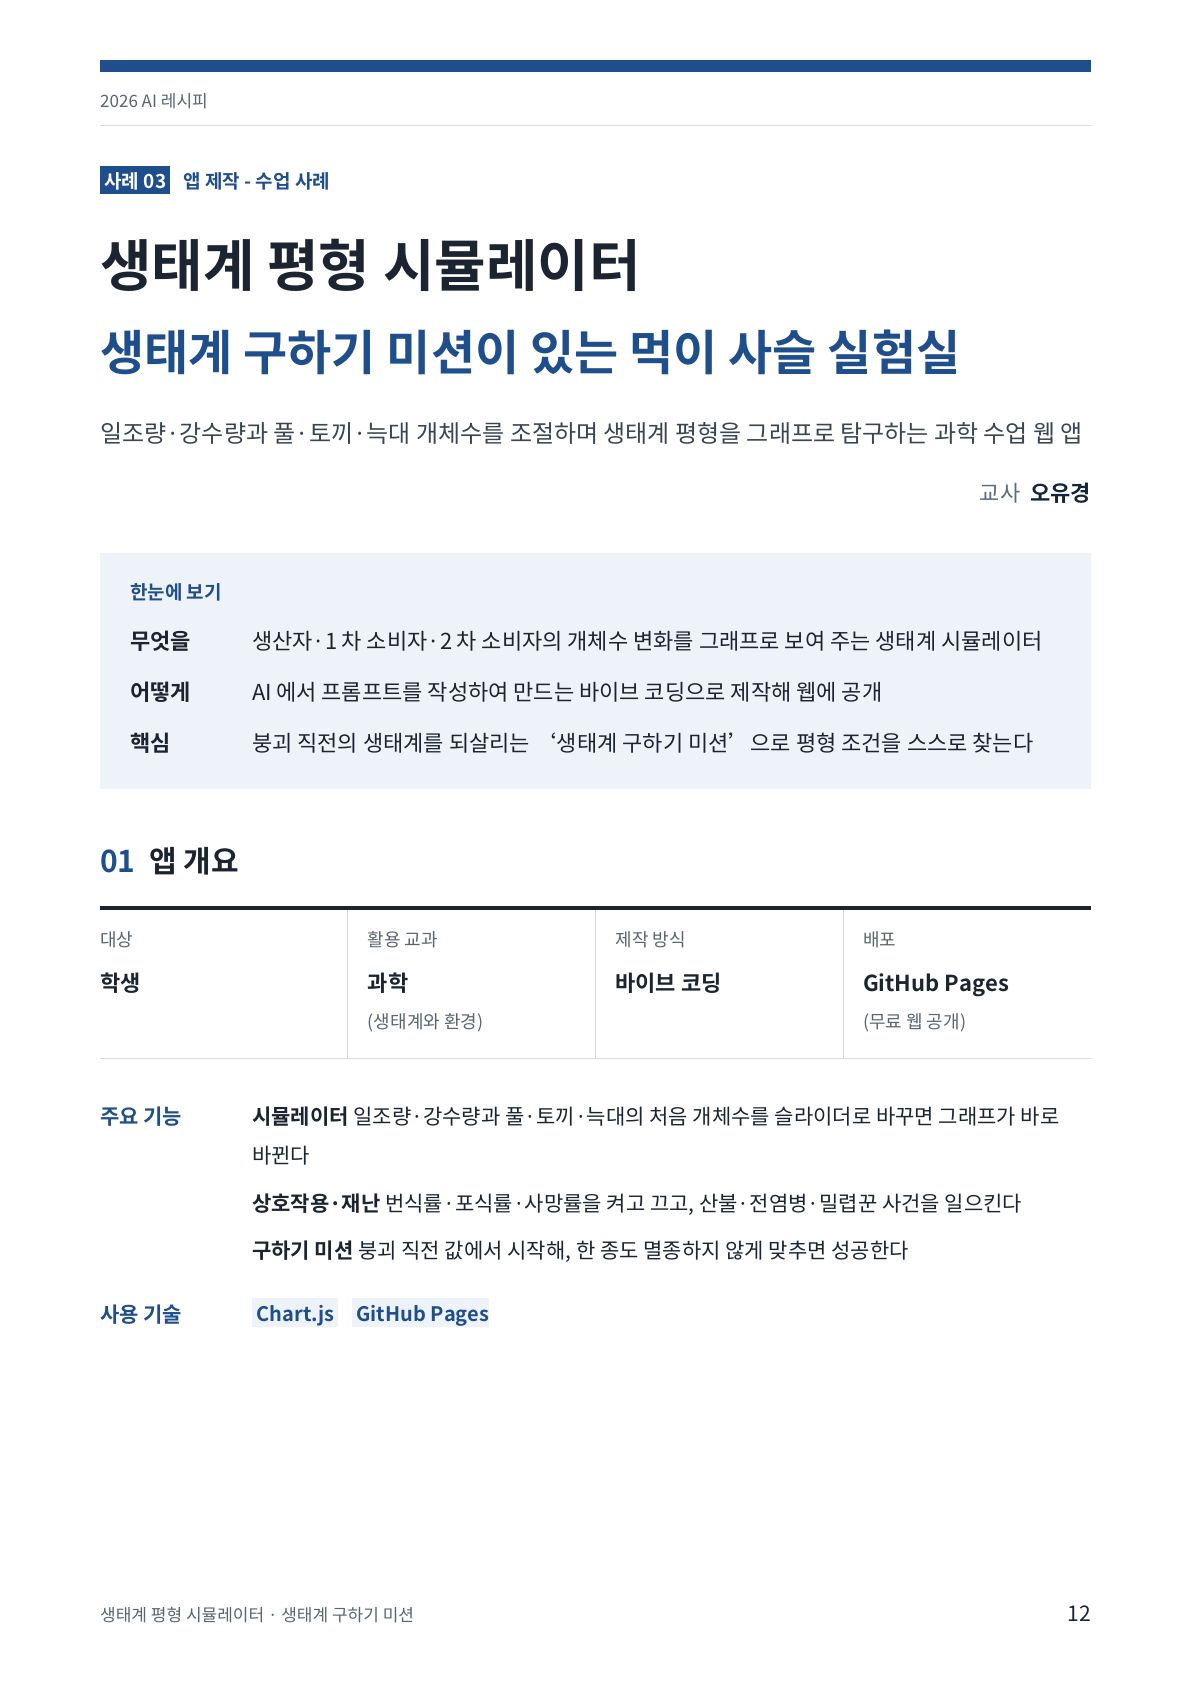 2026 AI 레시피
사례 03 앱 제작 - 수업 사례
생태계 평형 시뮬레이터
생태계 구하기 미션이 있는 먹이 사슬 실험실
일조량·강수량과 풀·토끼·늑대 개체수를 조절하며 생태계 평형을 그래프로 탐구하는 과학 수업 웹 앱
교사 오유경
한눈에 보기
무엇을 생산자·1차 소비자·2차 소비자의 개체수 변화를 그래프로 보여 주는 생태계 시뮬레이터
어떻게 AI에서 프롬프트를 작성하여 만드는 바이브 코딩으로 제작해 웹에 공개
핵심 붕괴 직전의 생태계를 되살리는 ‘생태계 구하기 미션’으로 평형 조건을 스스로 찾는다
01 앱 개요
대상 활용 교과 제작 방식 배포
학생 과학 바이브 코딩 GitHub Pages
(생태계와 환경) (무료 웹 공개)
주요 기능 시뮬레이터 일조량·강수량과 풀·토끼·늑대의 처음 개체수를 슬라이더로 바꾸면 그래프가 바로
바뀐다
상호작용·재난 번식률·포식률·사망률을 켜고 끄고, 산불·전염병·밀렵꾼 사건을 일으킨다
구하기 미션 붕괴 직전 값에서 시작해, 한 종도 멸종하지 않게 맞추면 성공한다
사용 기술 Chart.js GitHub Pages
생태계 평형 시뮬레이터 · 생태계 구하기 미션 12